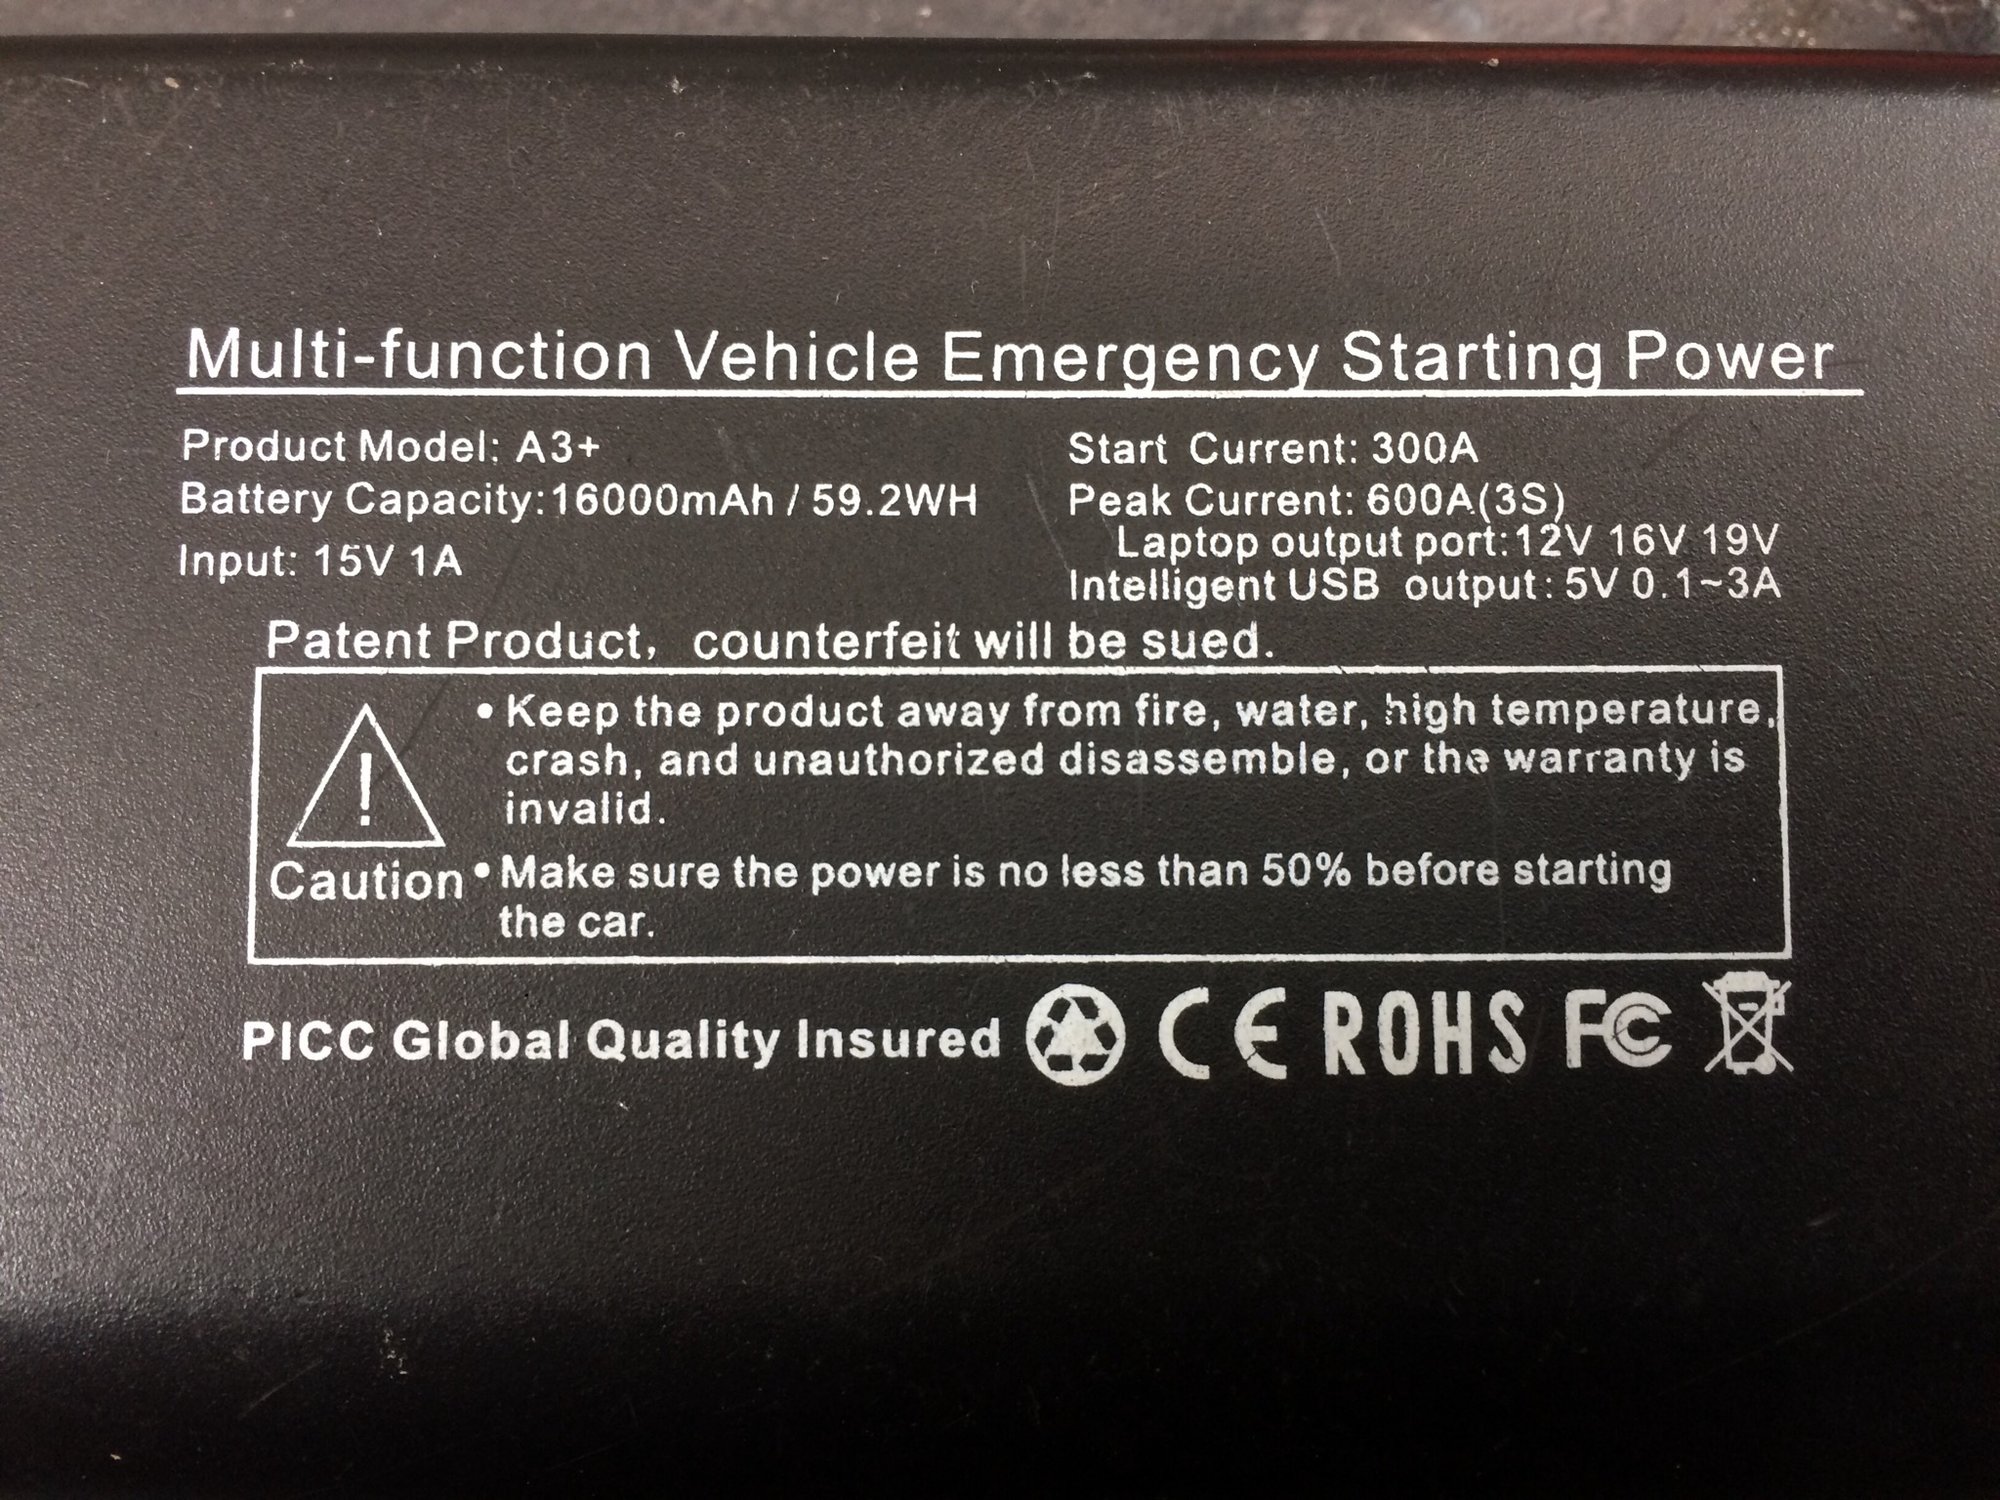 Multi-function Vehicle Emergency Starting Power
Product Model: A3+
Battery Capacity:16000mAh / 59.2WH
Input: 15V 1A
Start Current: 300A
Peak Current: 600A(3S)
Laptop output port:12V 16V 19V
Intelligent USB output: 5V 0.1~3A
Patent Product, counterfeit will be sued.
! Caution
• Keep the product away from fire, water, high temperature,
crash, and unauthorized disassemble, or the warranty is
invalid.
• Make sure the power is no less than 50% before starting
the car.
PICC Global Quality Insured CE ROHS FC